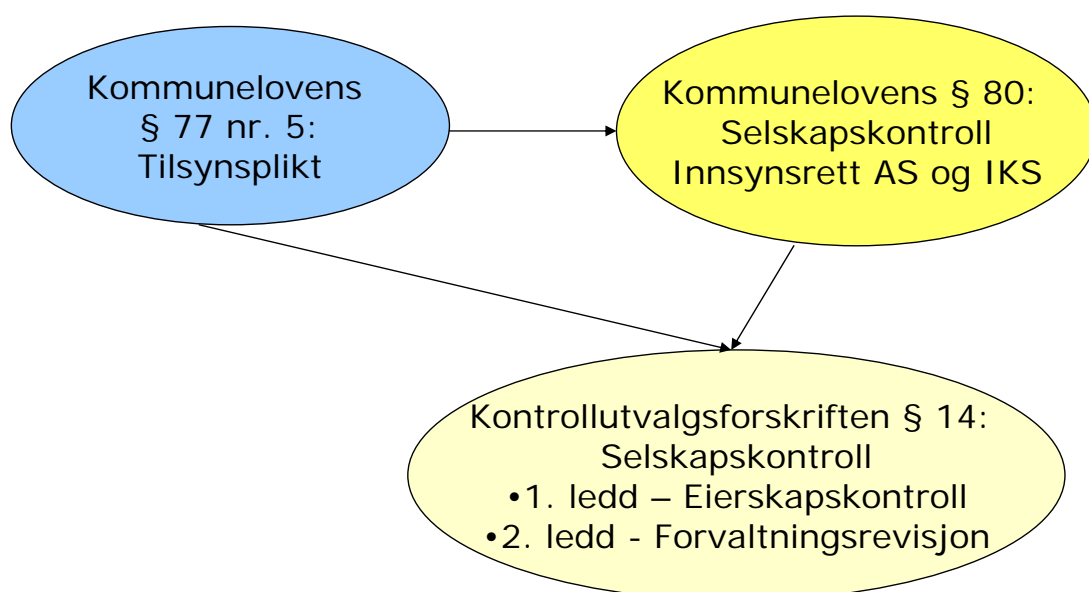 Kommunelovens
§ 77 nr. 5:
Tilsynsplikt
Kommunelovens § 80:
Selskapskontroll
Innsynsrett AS og IKS
Kontrollutvalgsforskriften § 14:
Selskapskontroll
•1. ledd – Eierskapskontroll
•2. ledd - Forvaltningsrevisjon